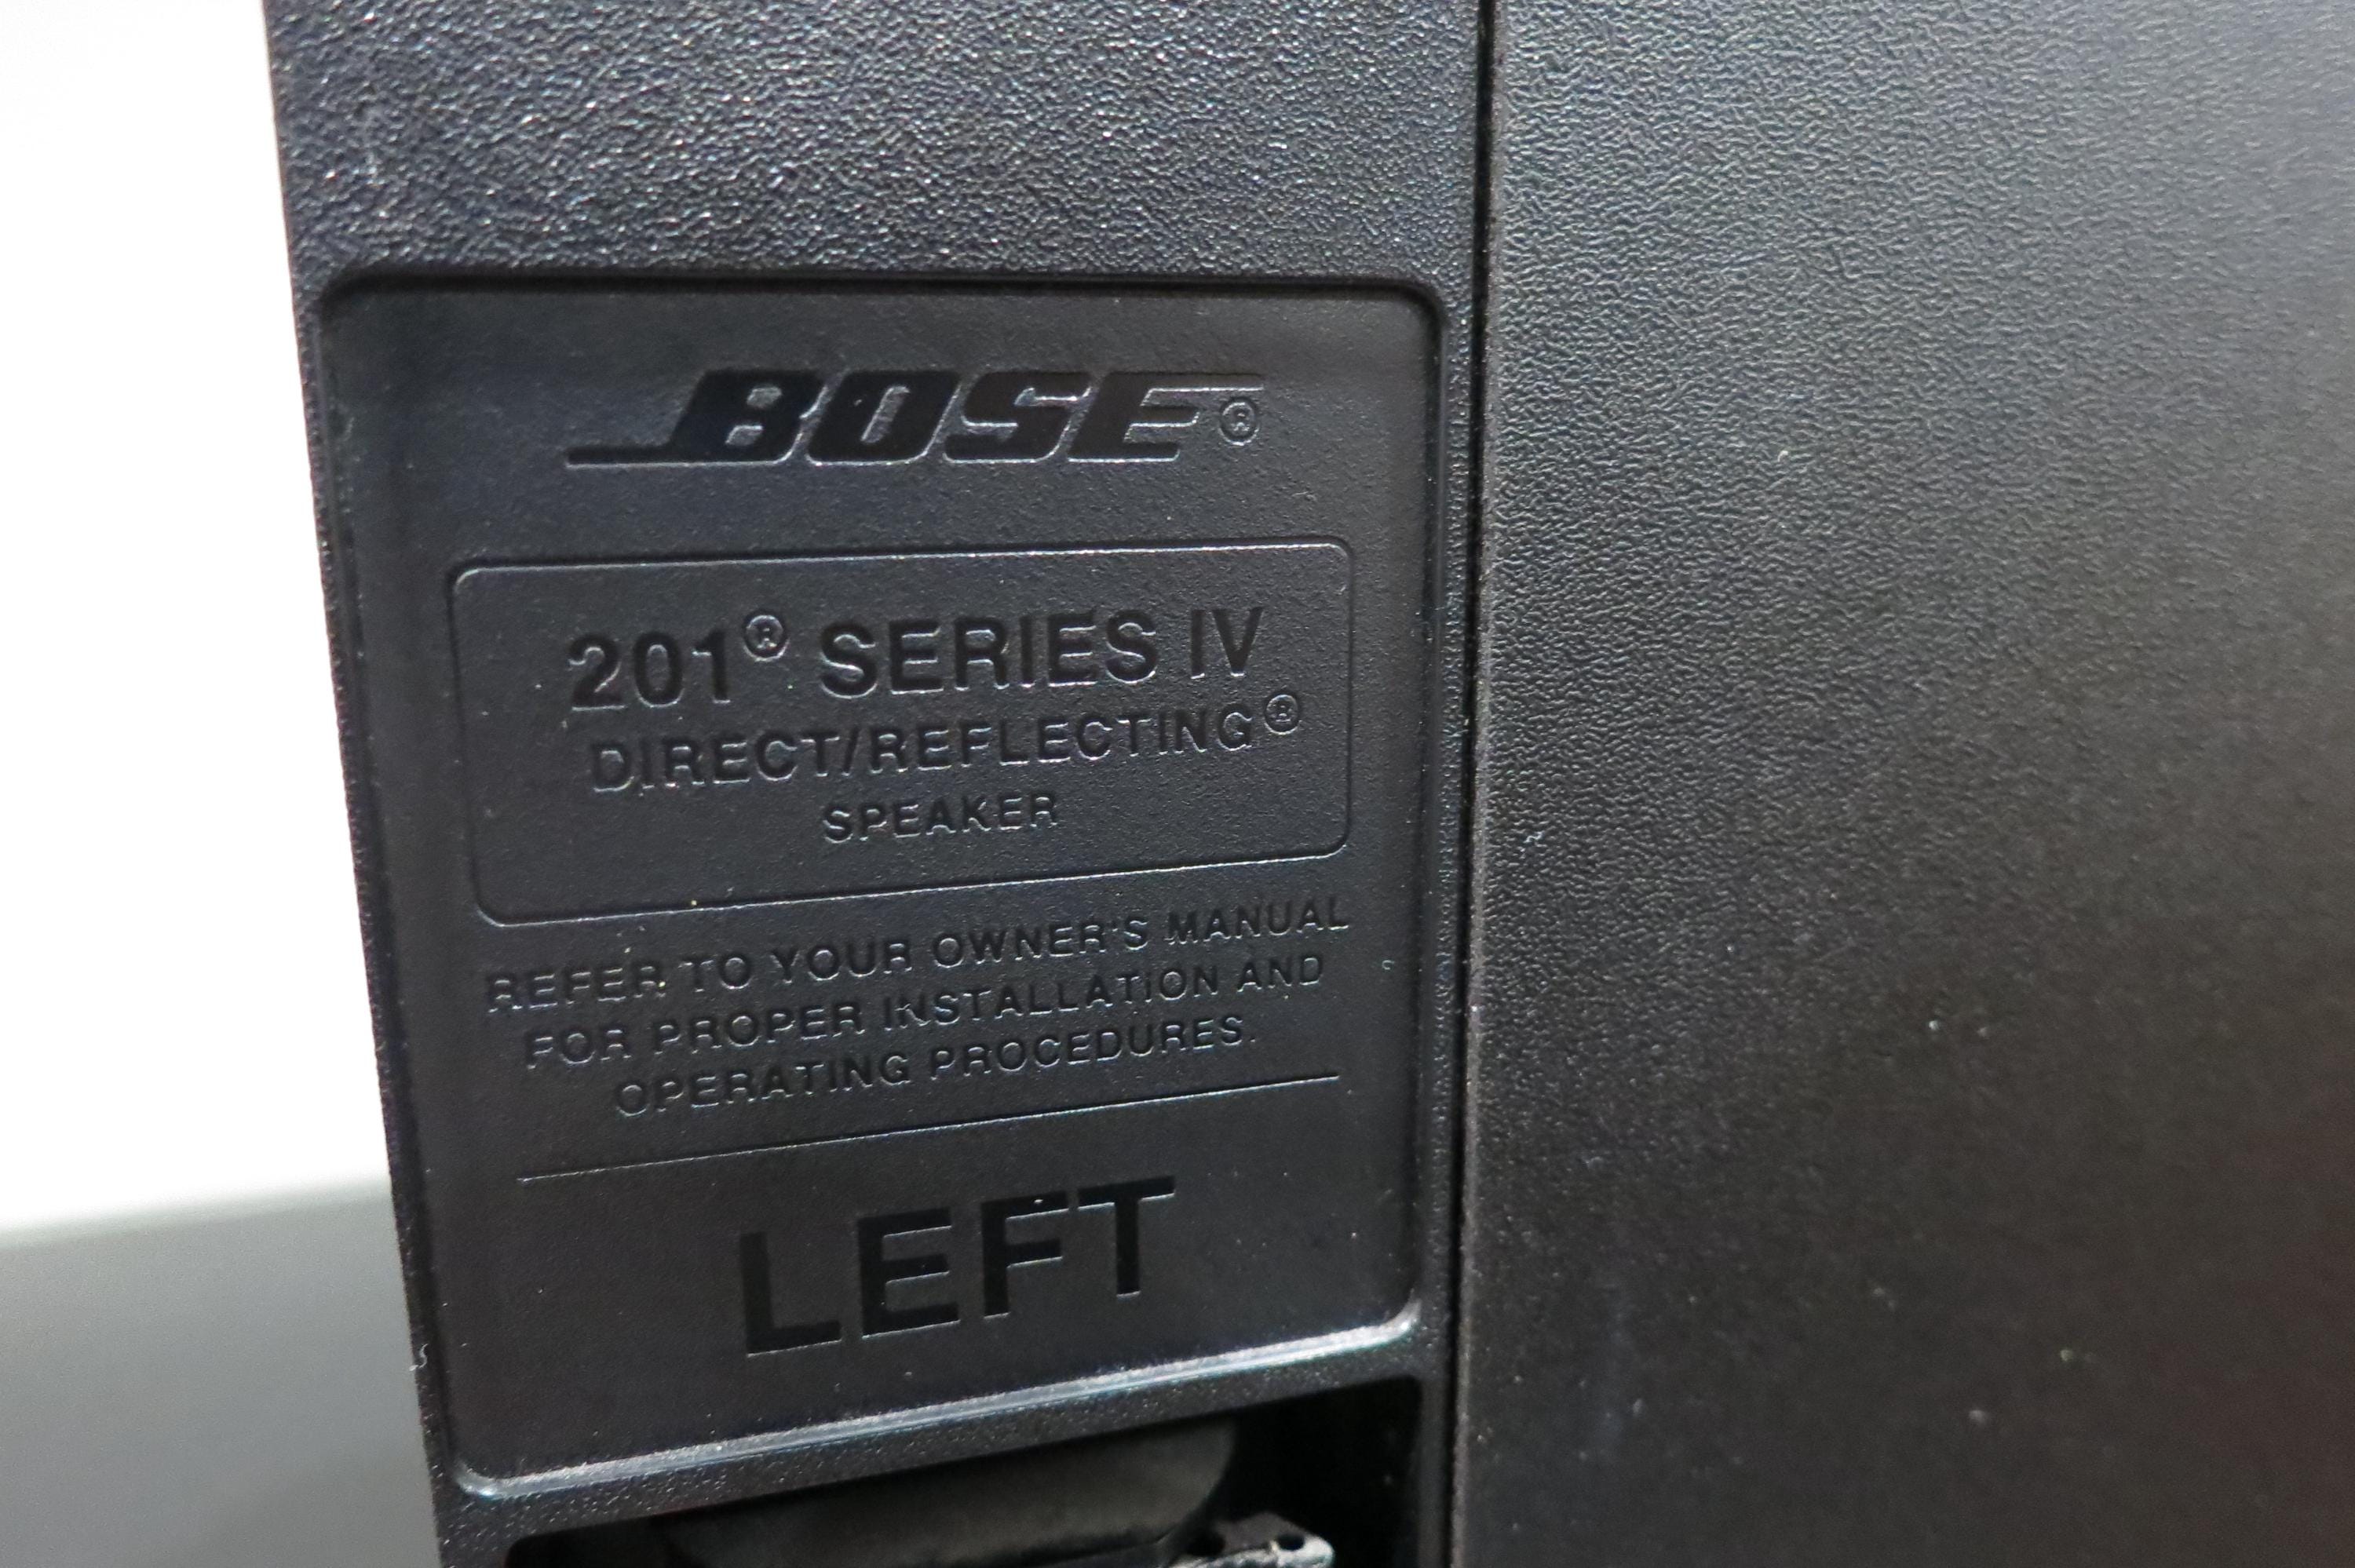 BOSE®
201® SERIES IV
DIRECT/REFLECTING®
SPEAKER
REFER TO YOUR OWNER'S MANUAL
FOR PROPER INSTALLATION AND
OPERATING PROCEDURES.
LEFT